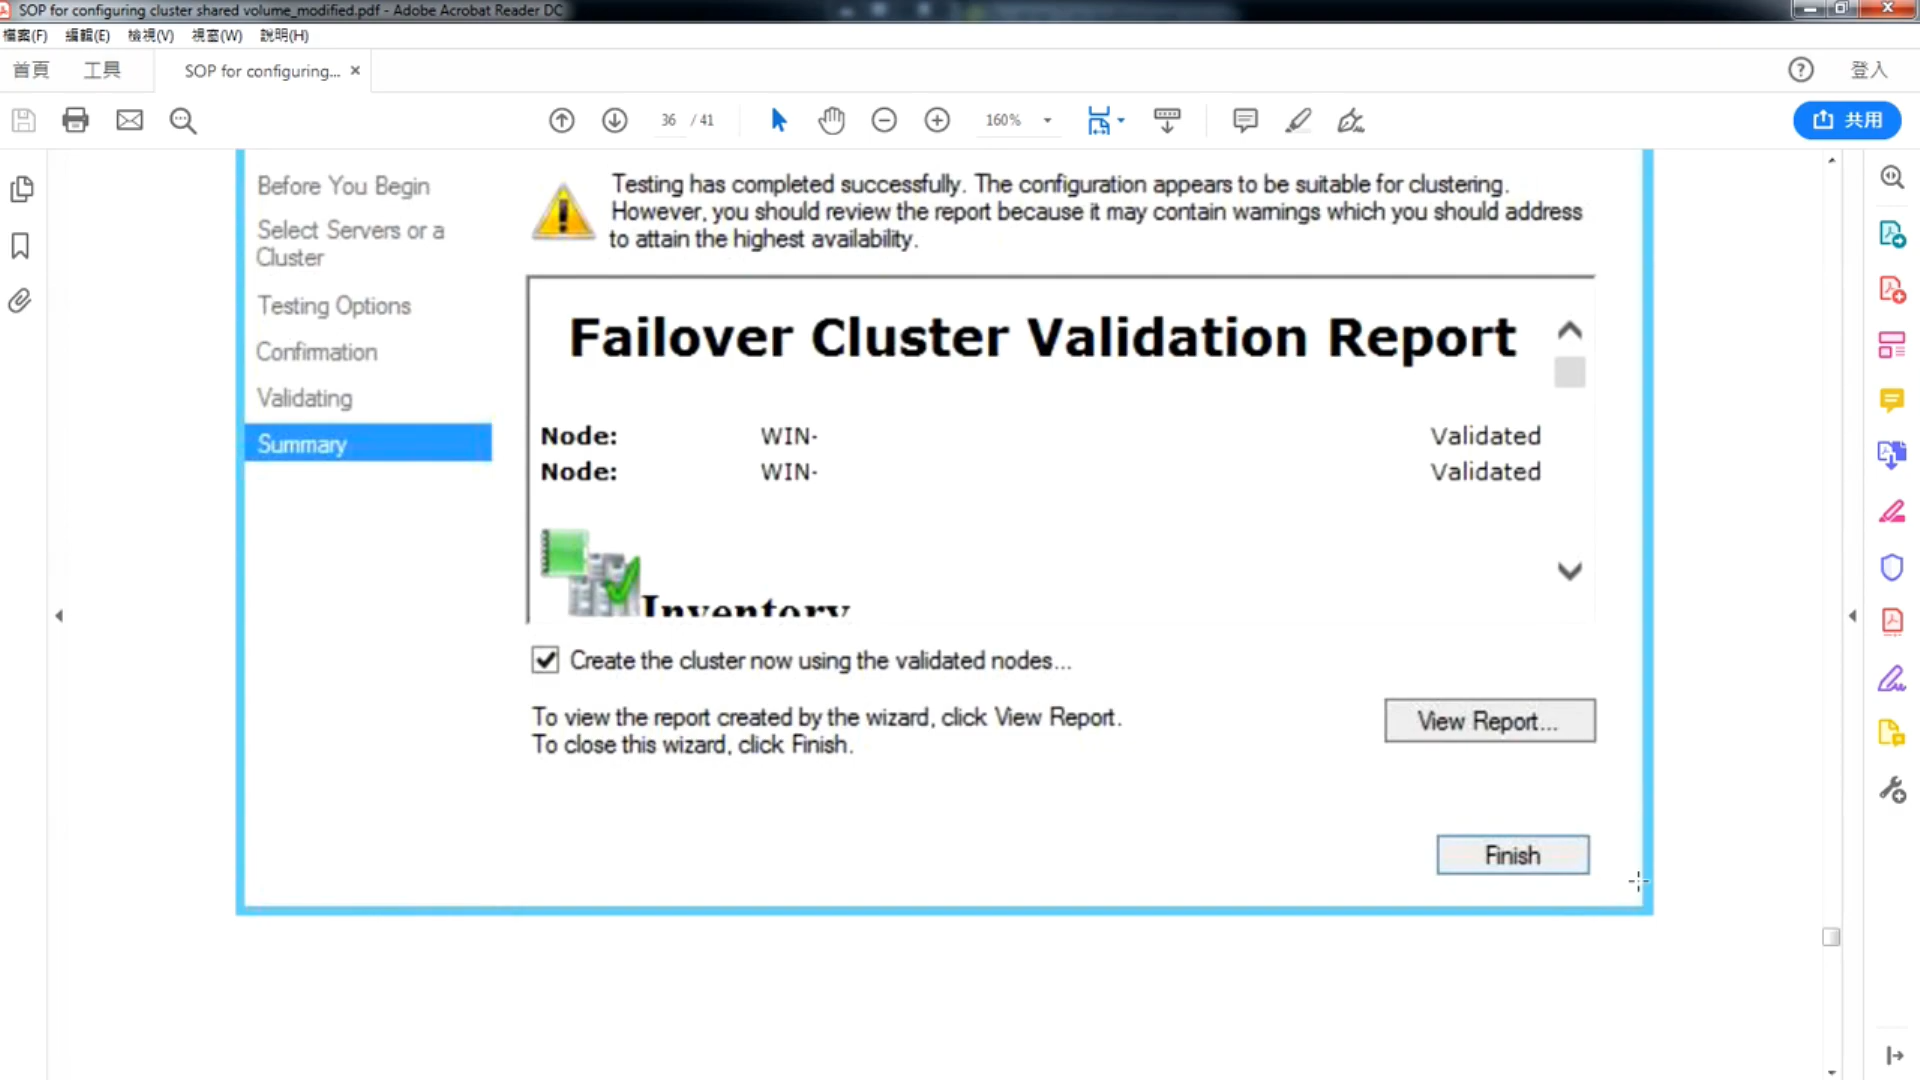 SOP for configuring cluster shared volume_modified.pdf - Adobe Acrobat Reader DC
檔案(F) 編輯(E) 檢視(V) 視窗(W) 說明(H)
首頁 工具 SOP for configuring... × 登入
36 / 41 160% 共用
Before You Begin
Select Servers or a
Cluster
Testing Options
Confirmation
Validating
Summary
Testing has completed successfully. The configuration appears to be suitable for clustering.
However, you should review the report because it may contain warnings which you should address
to attain the highest availability.
Failover Cluster Validation Report
Node: WIN- Validated
Node: WIN- Validated
Inventory
Create the cluster now using the validated nodes...
To view the report created by the wizard, click View Report.
To close this wizard, click Finish.
View Report...
Finish